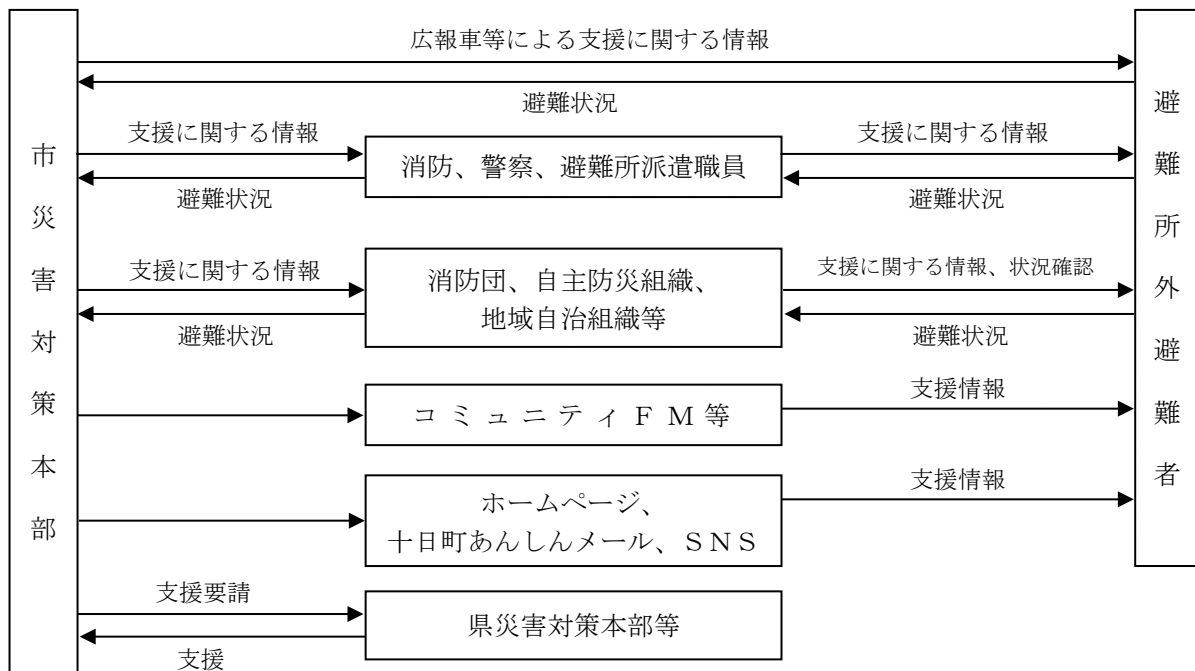 広報車等による支援に関する情報
避難状況
市災害対策本部
避難所外避難者
支援に関する情報
消防、警察、避難所派遣職員
支援に関する情報
避難状況
避難状況
支援に関する情報
消防団、自主防災組織、
地域自治組織等
支援に関する情報、状況確認
避難状況
避難状況
コミュニティＦＭ等
支援情報
ホームページ、
十日町あんしんメール、ＳＮＳ
支援情報
支援要請
県災害対策本部等
支援